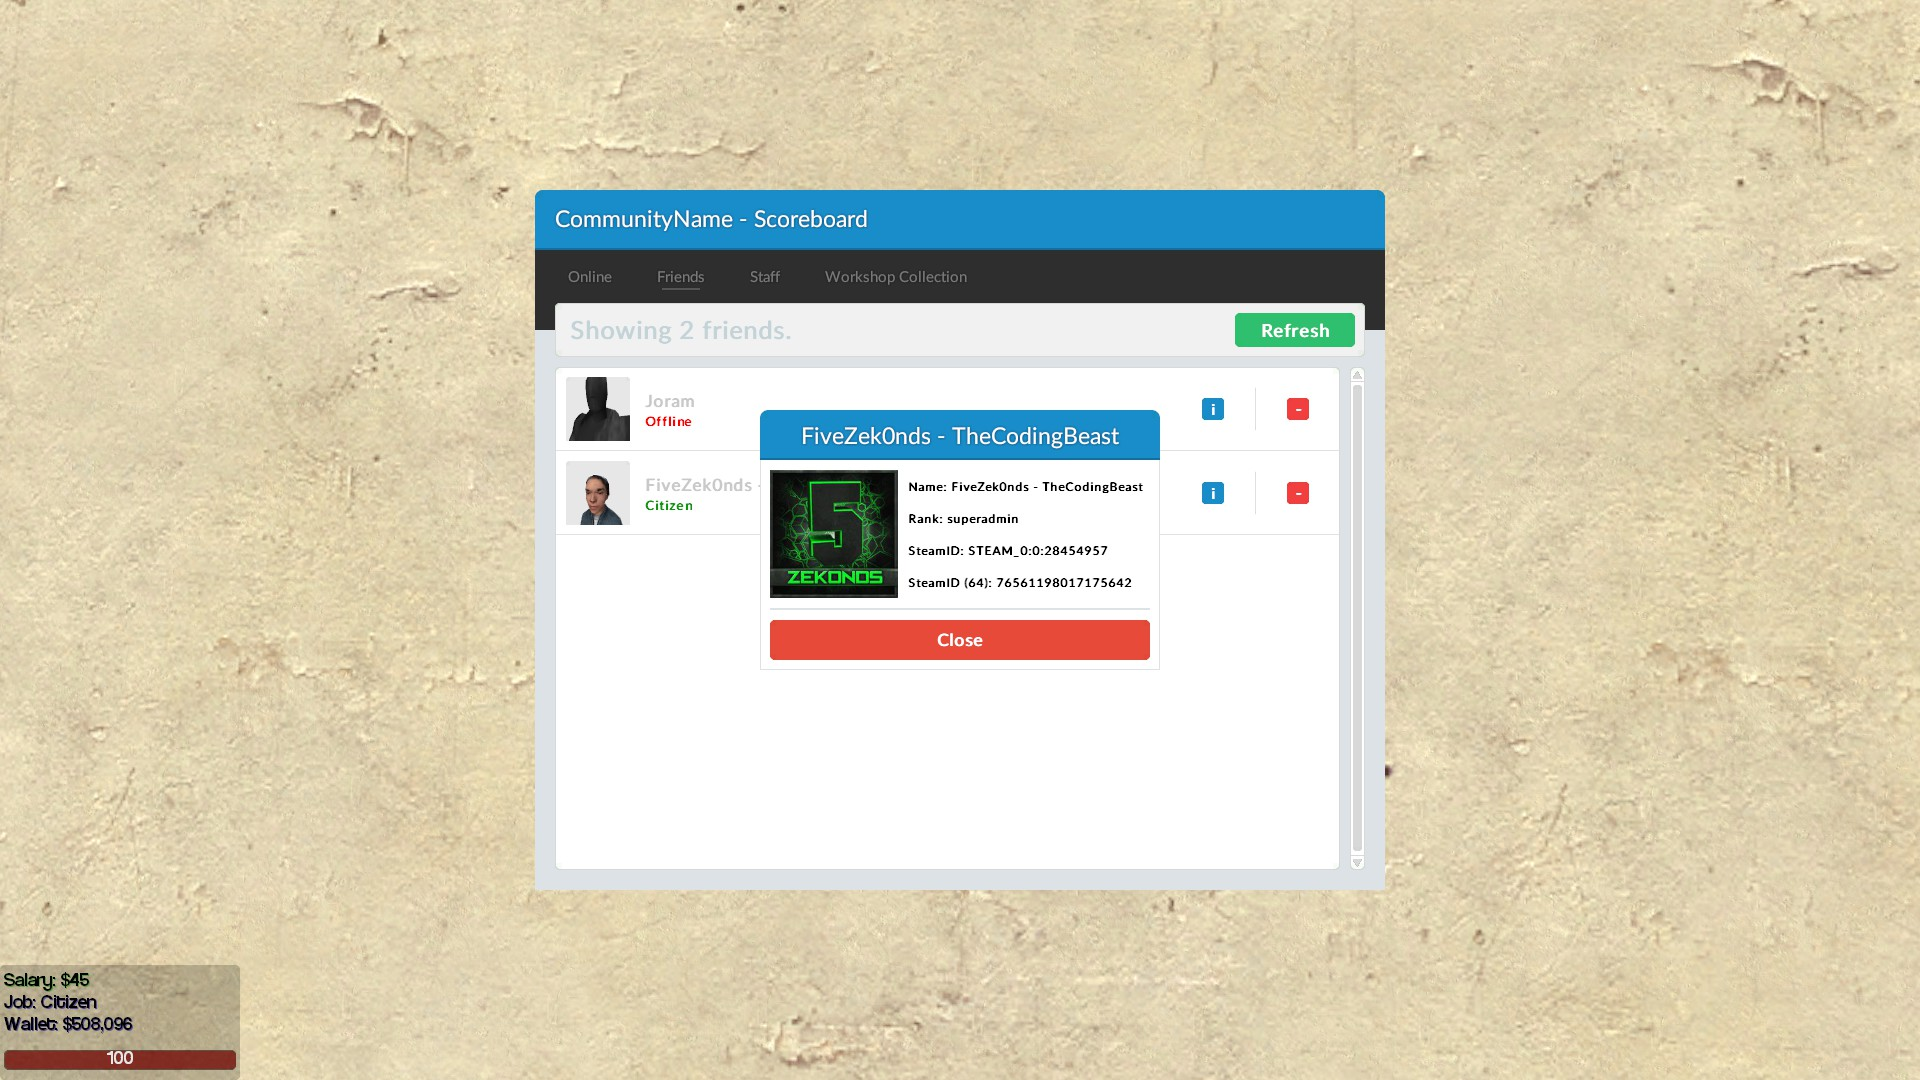 CommunityName - Scoreboard
Online Friends Staff Workshop Collection
Showing 2 friends.
Refresh
Joram
Offline
i
-
FiveZek0nds -
Citizen
i
-
FiveZek0nds - TheCodingBeast
5
ZEKONDS
Name: FiveZek0nds - TheCodingBeast
Rank: superadmin
SteamID: STEAM_0:0:28454957
SteamID (64): 76561198017175642
Close
Salary: $45
Job: Citizen
Wallet: $508,096
100